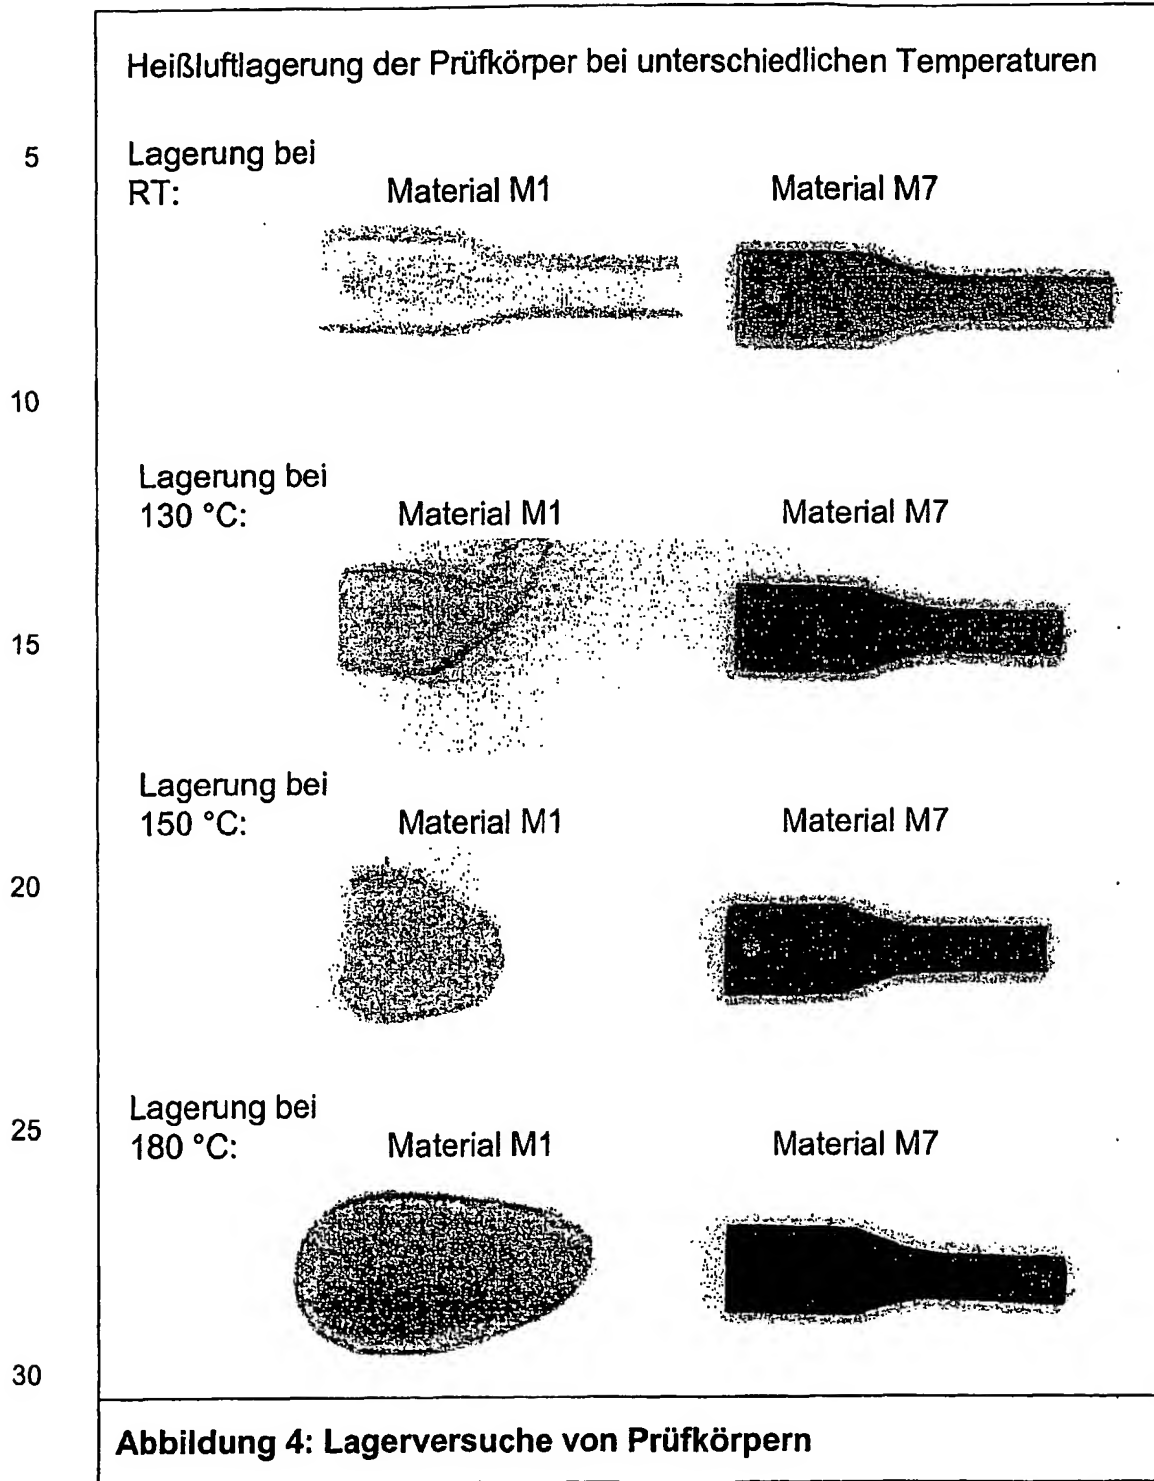 Heißluftlagerung der Prüfkörper bei unterschiedlichen Temperaturen
5
Lagerung bei
RT:
Material M1
Material M7
10
Lagerung bei
130 °C:
Material M1
Material M7
15
Lagerung bei
150 °C:
Material M1
Material M7
20
Lagerung bei
180 °C:
25
Material M1
Material M7
30
Abbildung 4: Lagerversuche von Prüfkörpern